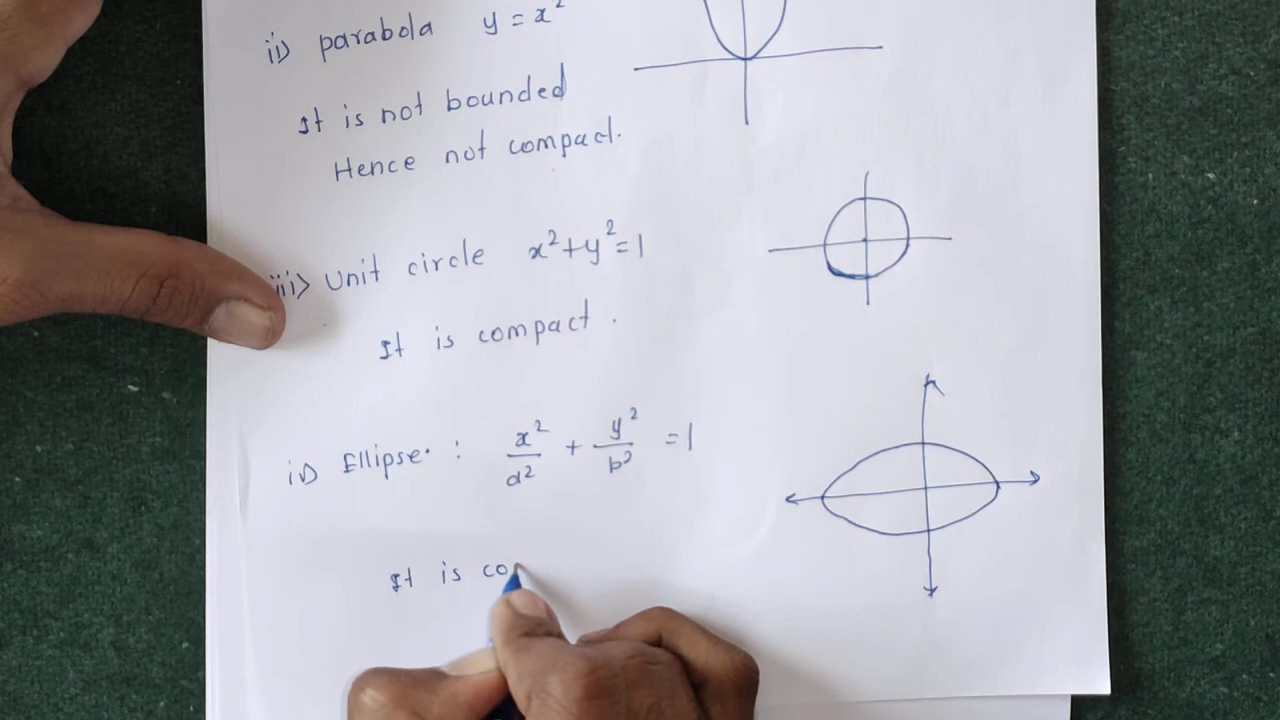 ii) parabola y = x²
It is not bounded
Hence not compact.
iii) Unit circle x²+y²=1
It is compact.
iv) Ellipse : x²/a² + y²/b² =1
It is co